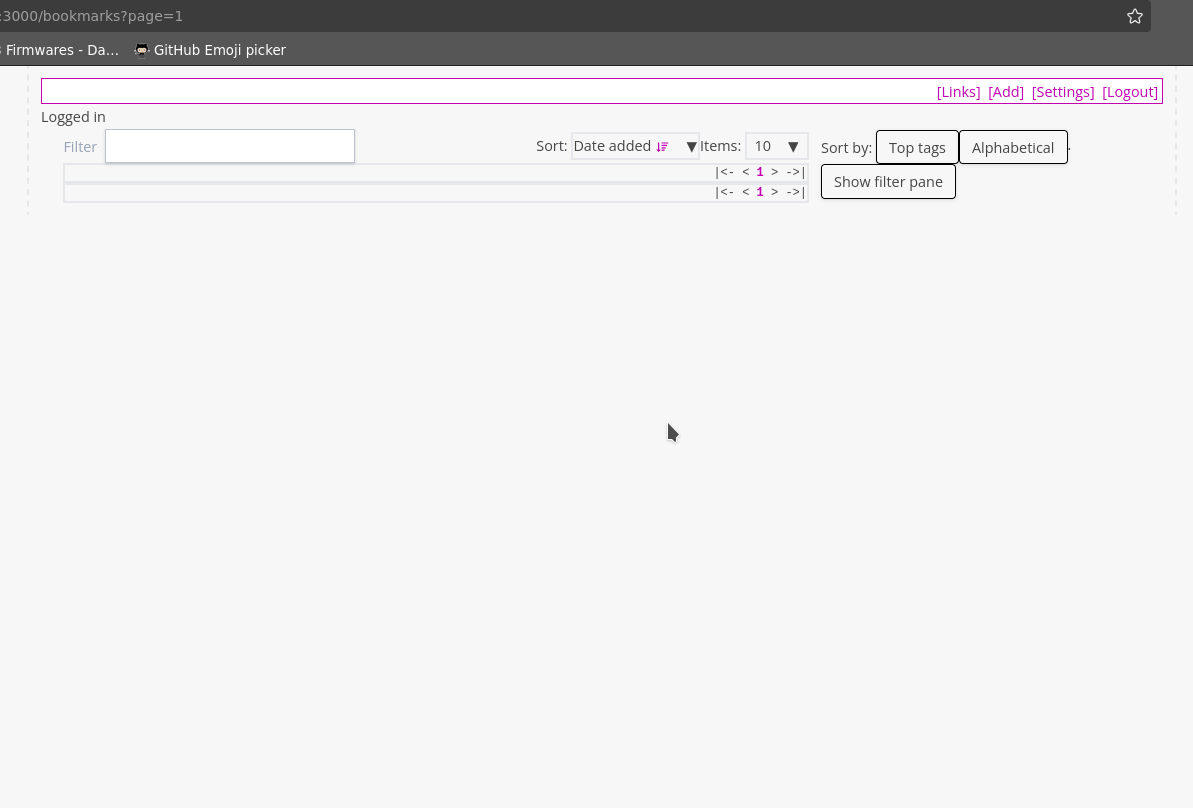 :3000/bookmarks?page=1
Firmwares - Da… GitHub Emoji picker
[Links] [Add] [Settings] [Logout]
Logged in
Filter Sort: Date added ▼ Items: 10 ▼ Sort by: Top tags Alphabetical .
|<- < 1 > ->|
Show filter pane
|<- < 1 > ->|